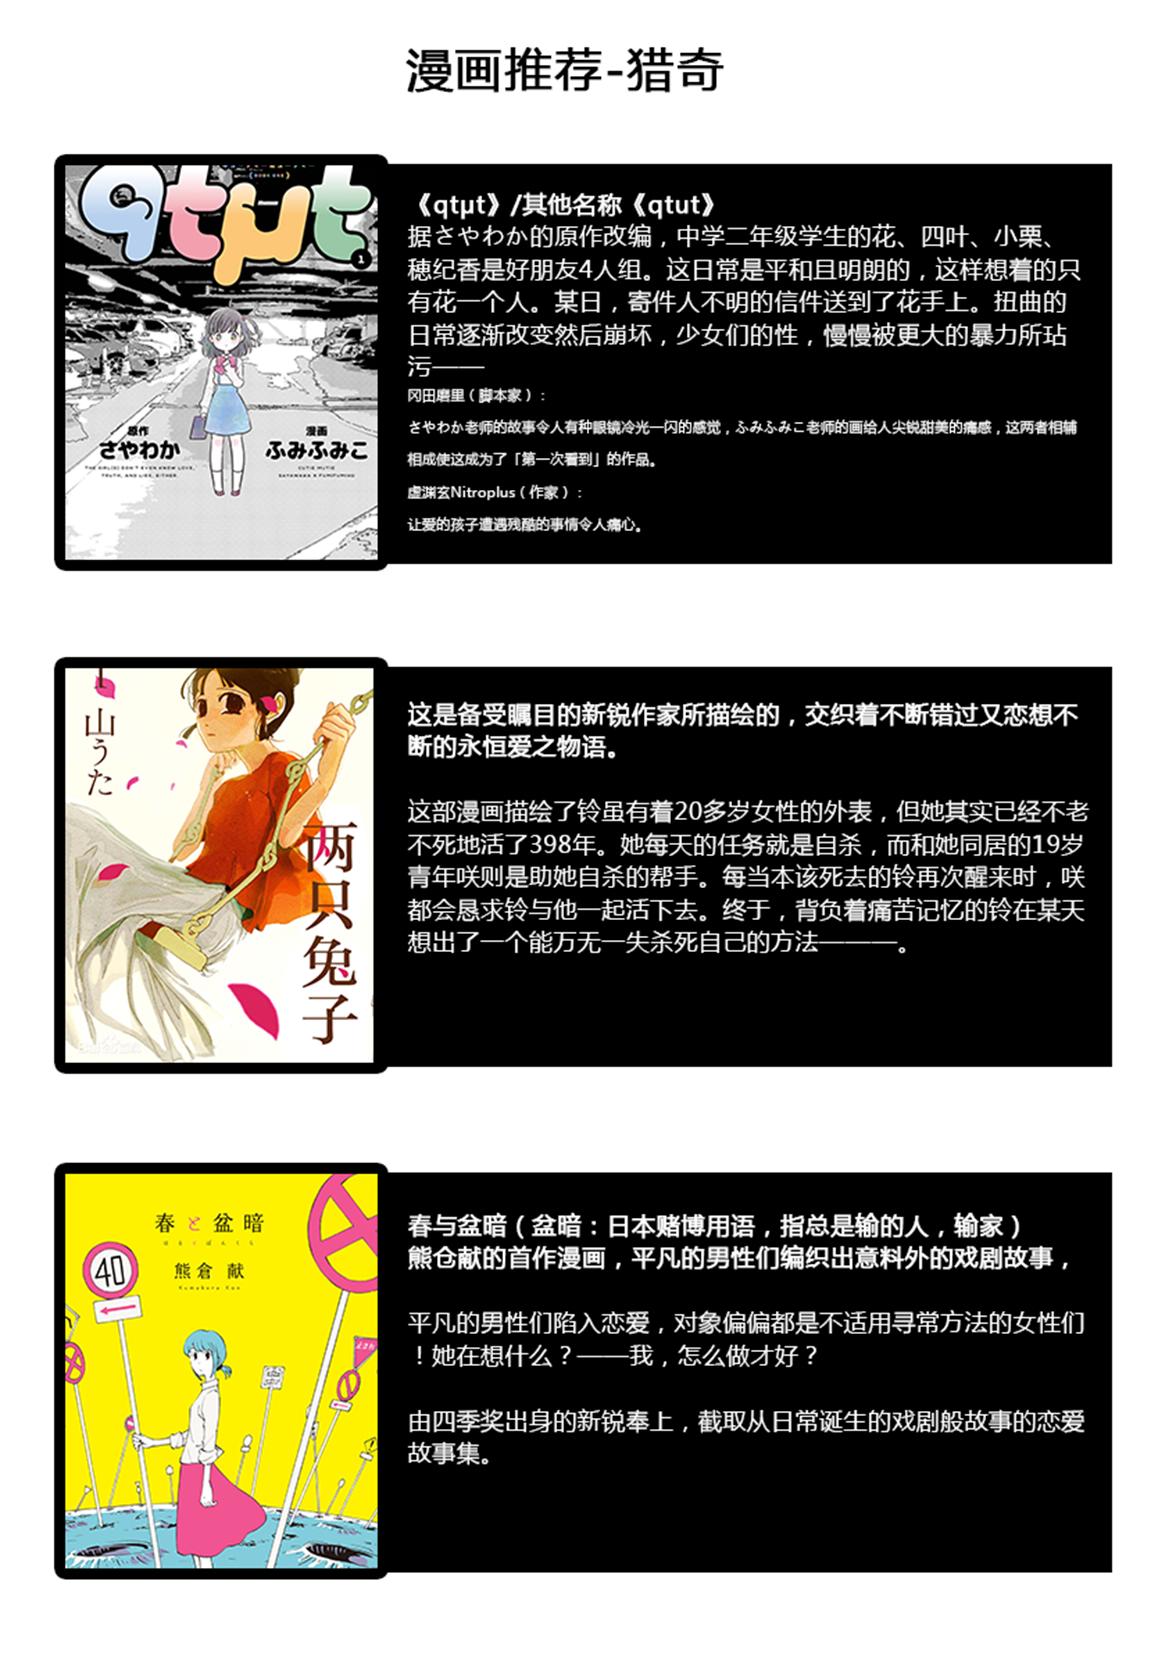 漫画推荐-猎奇
qtμt
1
原作
さやわか
漫画
ふみふみこ
THE GIRL(S) DON'T EVEN KNOW LOVE,
TRUTH, AND LIES, EITHER.
CUTIE MUTIE
SAYAWAKA X FUMIFUMIKO
《qtμt》/其他名称《qtut》
据さやわか的原作改编，中学二年级学生的花、四叶、小栗、
穂纪香是好朋友4人组。这日常是平和且明朗的，这样想着的只
有花一个人。某日，寄件人不明的信件送到了花手上。扭曲的
日常逐渐改变然后崩坏，少女们的性，慢慢被更大的暴力所玷
污——
冈田磨里（脚本家）：
さやわか老师的故事令人有种眼镜冷光一闪的感觉，ふみふみこ老师的画给人尖锐甜美的痛感，这两者相辅
相成使这成为了「第一次看到」的作品。
虚渊玄Nitroplus（作家）：
让爱的孩子遭遇残酷的事情令人痛心。
山うた
两只兔子
这是备受瞩目的新锐作家所描绘的，交织着不断错过又恋想不
断的永恒爱之物语。
这部漫画描绘了铃虽有着20多岁女性的外表，但她其实已经不老
不死地活了398年。她每天的任务就是自杀，而和她同居的19岁
青年咲则是助她自杀的帮手。每当本该死去的铃再次醒来时，咲
都会恳求铃与他一起活下去。终于，背负着痛苦记忆的铃在某天
想出了一个能万无一失杀死自己的方法———。
春と盆暗
はるとぼんくら
熊倉 献
Kumakura Kon
40
春与盆暗（盆暗：日本赌博用语，指总是输的人，输家）
熊仓献的首作漫画，平凡的男性们编织出意料外的戏剧故事，
平凡的男性们陷入恋爱，对象偏偏都是不适用寻常方法的女性们
！她在想什么？——我，怎么做才好？
由四季奖出身的新锐奉上，截取从日常诞生的戏剧般故事的恋爱
故事集。